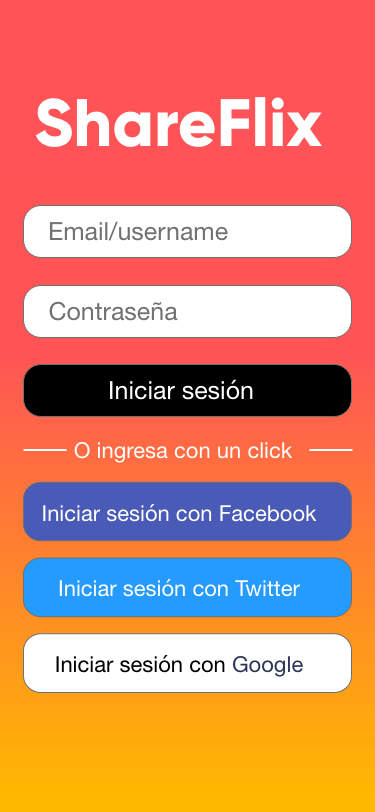 ShareFlix
Email/username
Contraseña
Iniciar sesión
O ingresa con un click
Iniciar sesión con Facebook
Iniciar sesión con Twitter
Iniciar sesión con Google